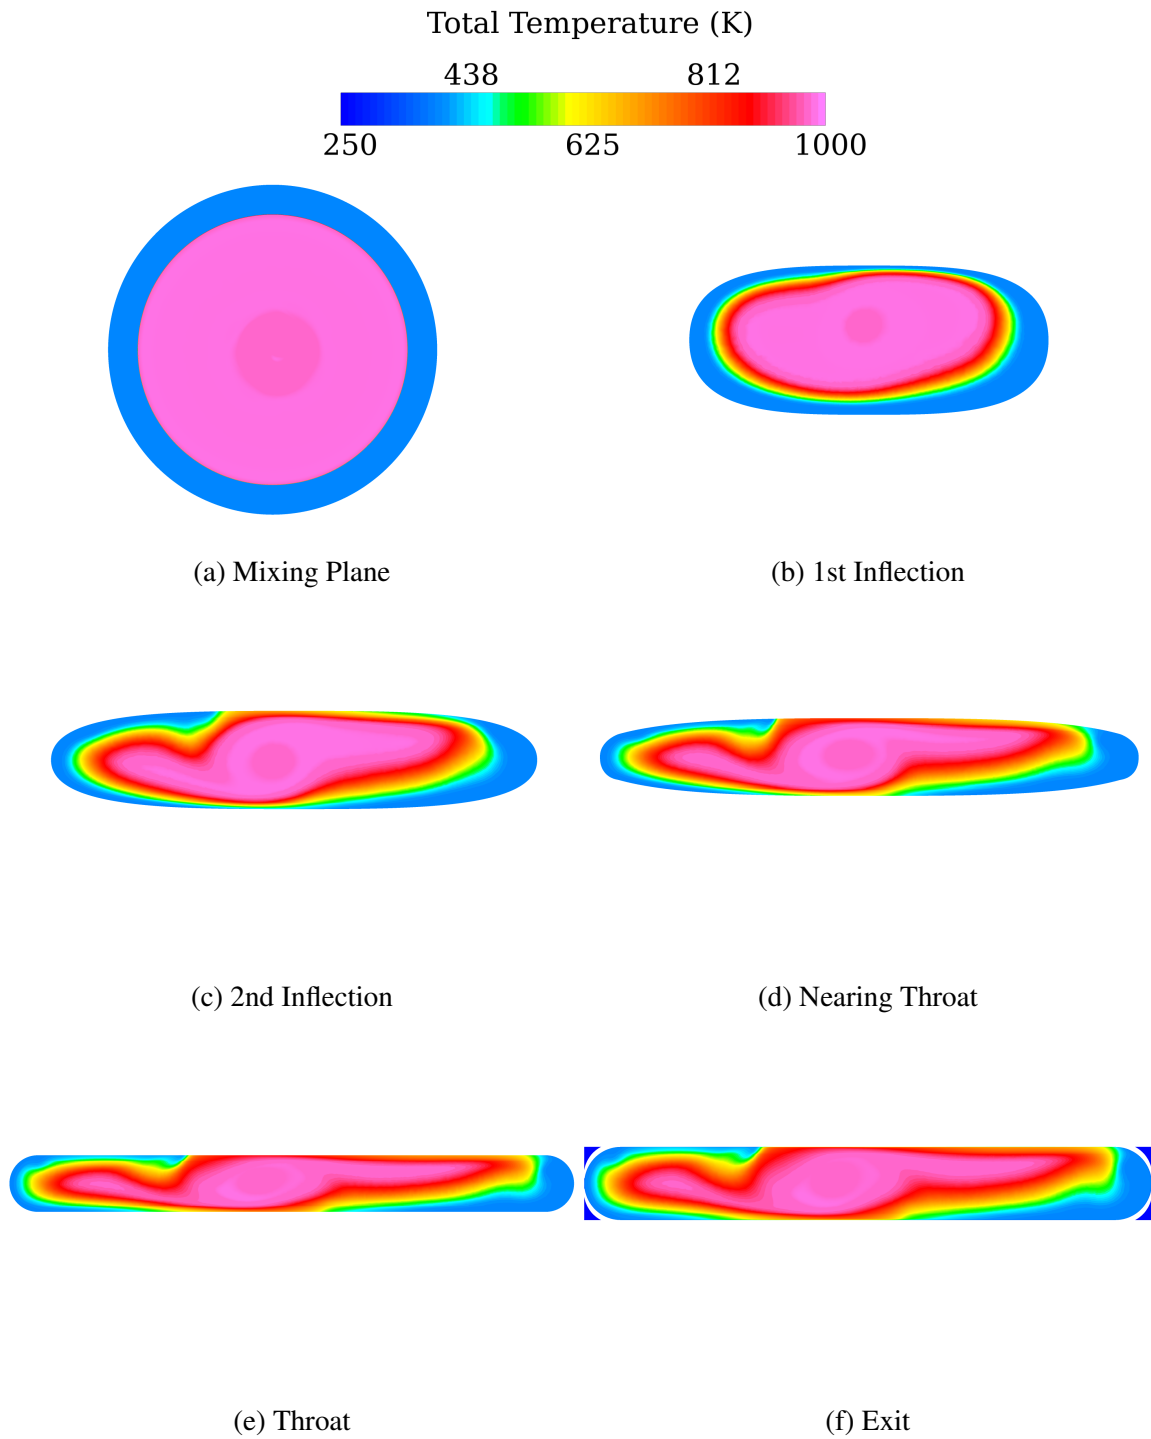 Total Temperature (K)
438 812
250 625 1000
(a) Mixing Plane
(b) 1st Inflection
(c) 2nd Inflection
(d) Nearing Throat
(e) Throat
(f) Exit